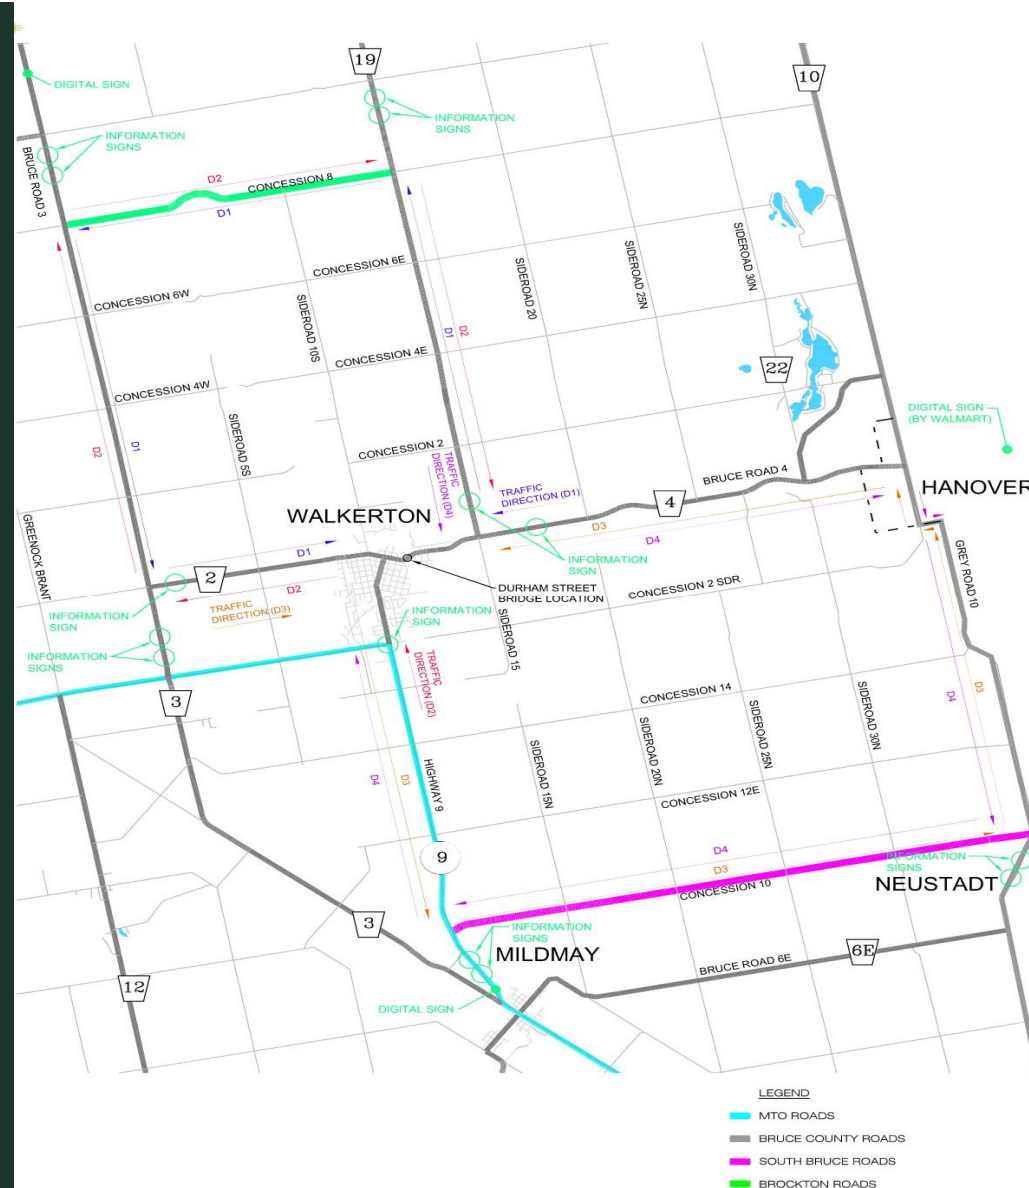 19
10
DIGITAL SIGN
INFORMATION
SIGNS
INFORMATION
SIGNS
BRUCE ROAD 3
D2
CONCESSION 8
D1
SIDEROAD 30N
SIDEROAD 25N
SIDEROAD 20
CONCESSION 6E
CONCESSION 6W
SIDEROAD 10S
D1
D2
CONCESSION 4E
22
CONCESSION 4W
DIGITAL SIGN
(BY WALMART)
SIDEROAD 5S
D2
D1
CONCESSION 2
TRAFFIC
DIRECTION (D4)
BRUCE ROAD 4
HANOVER
TRAFFIC
DIRECTION (D1)
4
WALKERTON
GREENOCK BRANT
D3
D4
D1
INFORMATION
SIGN
GREY ROAD 10
2
D2
DURHAM STREET
BRIDGE LOCATION
CONCESSION 2 SDR
TRAFFIC
DIRECTION (D3)
INFORMATION
SIGN
INFORMATION
SIGN
SIDEROAD 15
INFORMATION
SIGNS
TRAFFIC
DIRECTION (D2)
3
CONCESSION 14
SIDEROAD 30N
D3
D4
SIDEROAD 15N
SIDEROAD 20N
SIDEROAD 25N
D4
D3
HIGHWAY 9
CONCESSION 12E
9
D4
INFORMATION
SIGNS
D3
NEUSTADT
CONCESSION 10
3
INFORMATION
SIGNS
MILDMAY
6E
BRUCE ROAD 6E
12
DIGITAL SIGN
LEGEND
MTO ROADS
BRUCE COUNTY ROADS
SOUTH BRUCE ROADS
BROCKTON ROADS